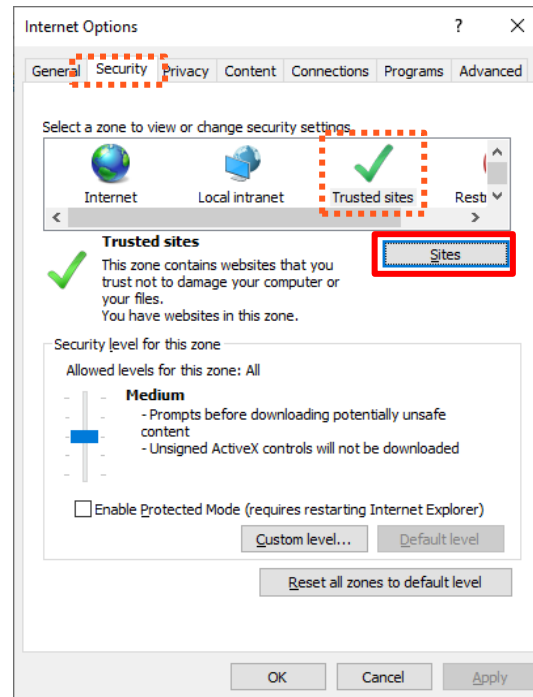 Internet Options ? X
General Security Privacy Content Connections Programs Advanced
Select a zone to view or change security settings.
Internet Local intranet Trusted sites Restr
Trusted sites
Sites
This zone contains websites that you
trust not to damage your computer or
your files.
You have websites in this zone.
Security level for this zone
Allowed levels for this zone: All
Medium
- Prompts before downloading potentially unsafe
content
- Unsigned ActiveX controls will not be downloaded
Enable Protected Mode (requires restarting Internet Explorer)
Custom level... Default level
Reset all zones to default level
OK Cancel Apply